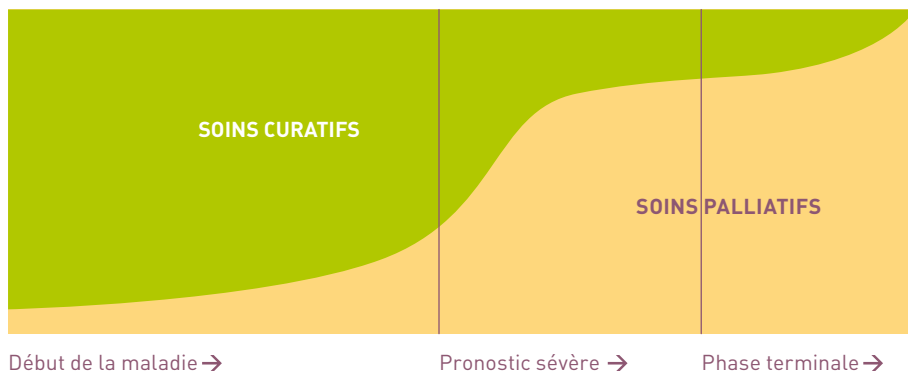 SOINS CURATIFS
SOINS PALLIATIFS
Début de la maladie → Pronostic sévère → Phase terminale →